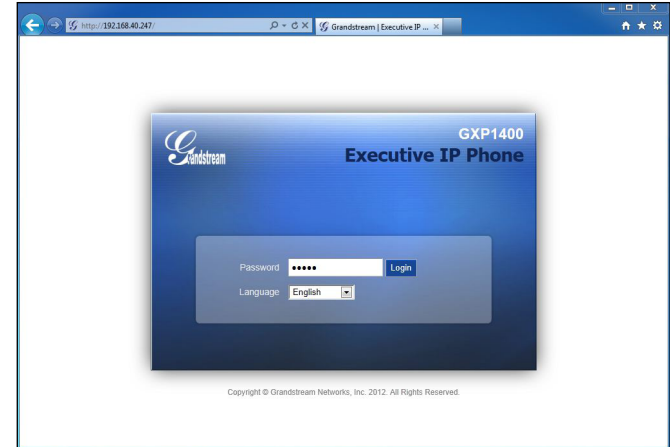 http://192.168.40.247/
Grandstream | Executive IP ...
Grandstream
GXP1400
Executive IP Phone
Password •••••
Login
Language English
Copyright © Grandstream Networks, Inc. 2012. All Rights Reserved.